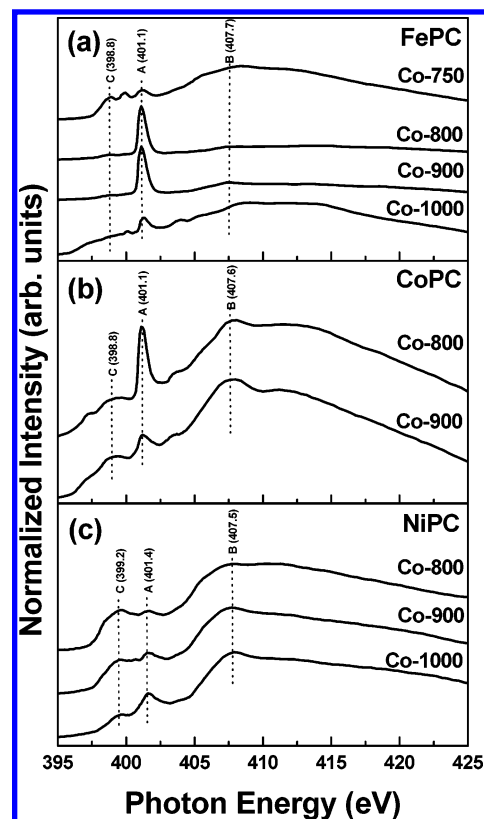 (a)
FePC
C (398.8)
A (401.1)
B (407.7)
Co-750
Co-800
Co-900
Co-1000
(b)
CoPC
C (398.8)
A (401.1)
B (407.6)
Co-800
Co-900
(c)
NiPC
C (399.2)
A (401.4)
B (407.5)
Co-800
Co-900
Co-1000
Normalized Intensity (arb. units)
395 400 405 410 415 420 425
Photon Energy (eV)